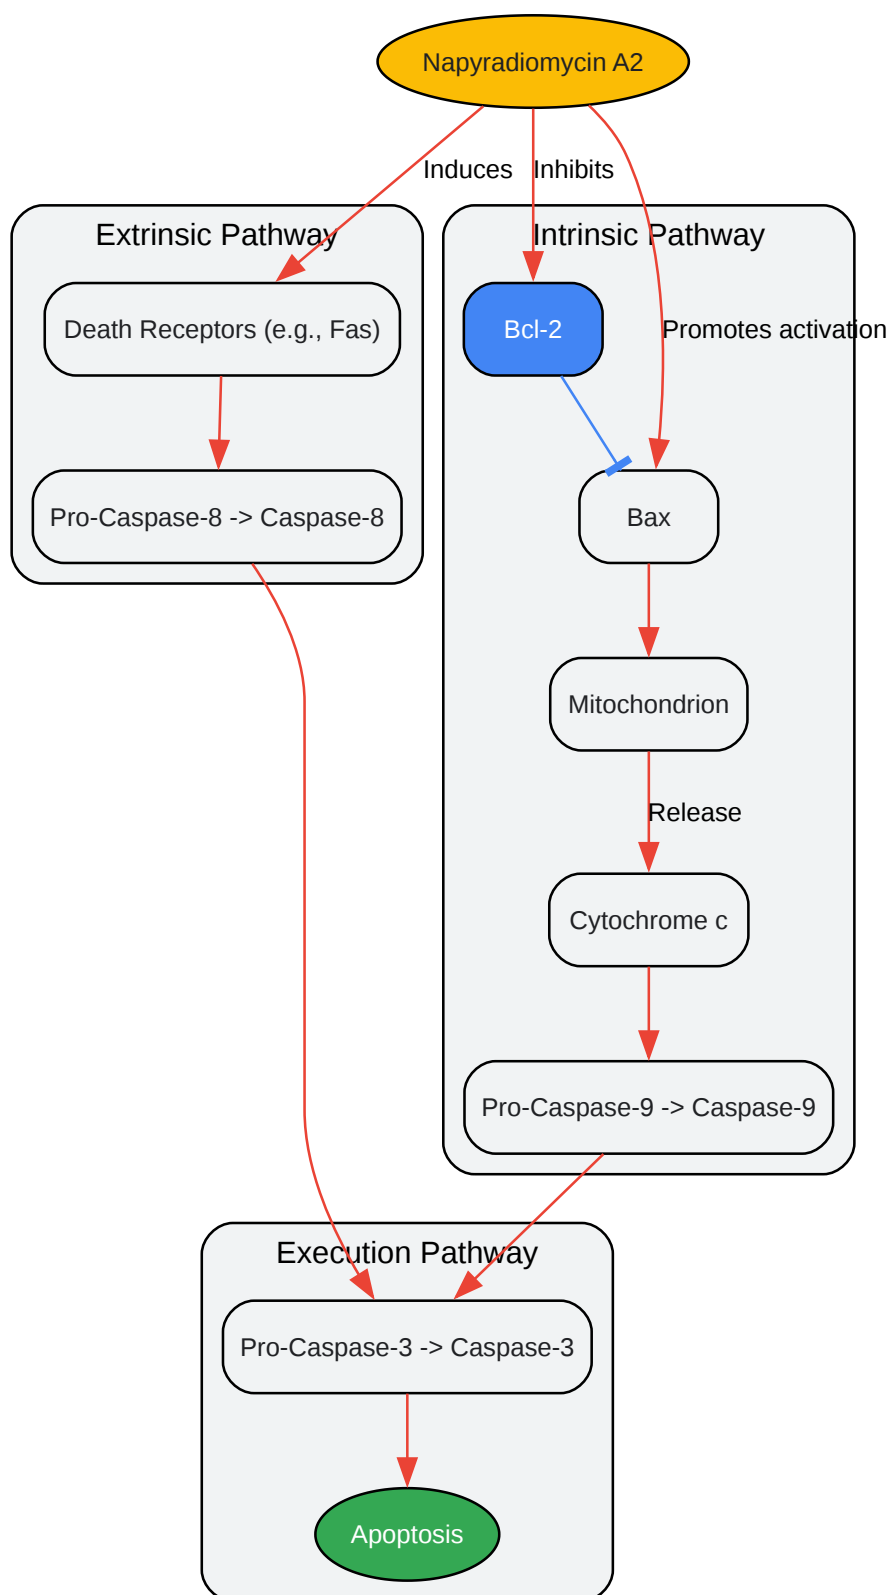 Napyradiomycin A2
Induces
Inhibits
Extrinsic Pathway
Intrinsic Pathway
Death Receptors (e.g., Fas)
Bcl-2
Promotes activation
Pro-Caspase-8 -> Caspase-8
Bax
Mitochondrion
Release
Cytochrome c
Pro-Caspase-9 -> Caspase-9
Execution Pathway
Pro-Caspase-3 -> Caspase-3
Apoptosis